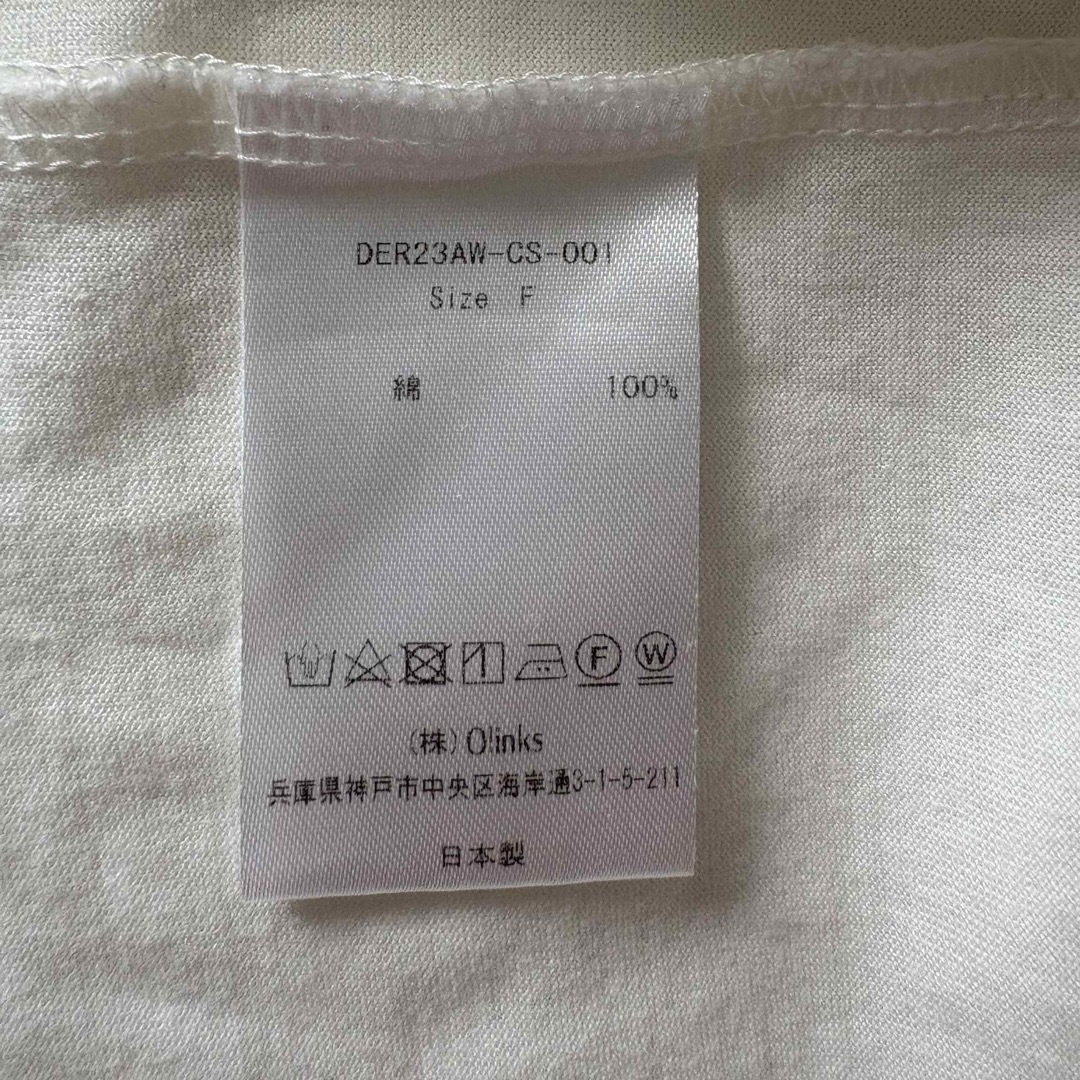 DER23AW-CS-001
Size F
綿 100%
F W
(株) O!inks
兵庫県神戸市中央区海岸通3-1-5-211
日本製